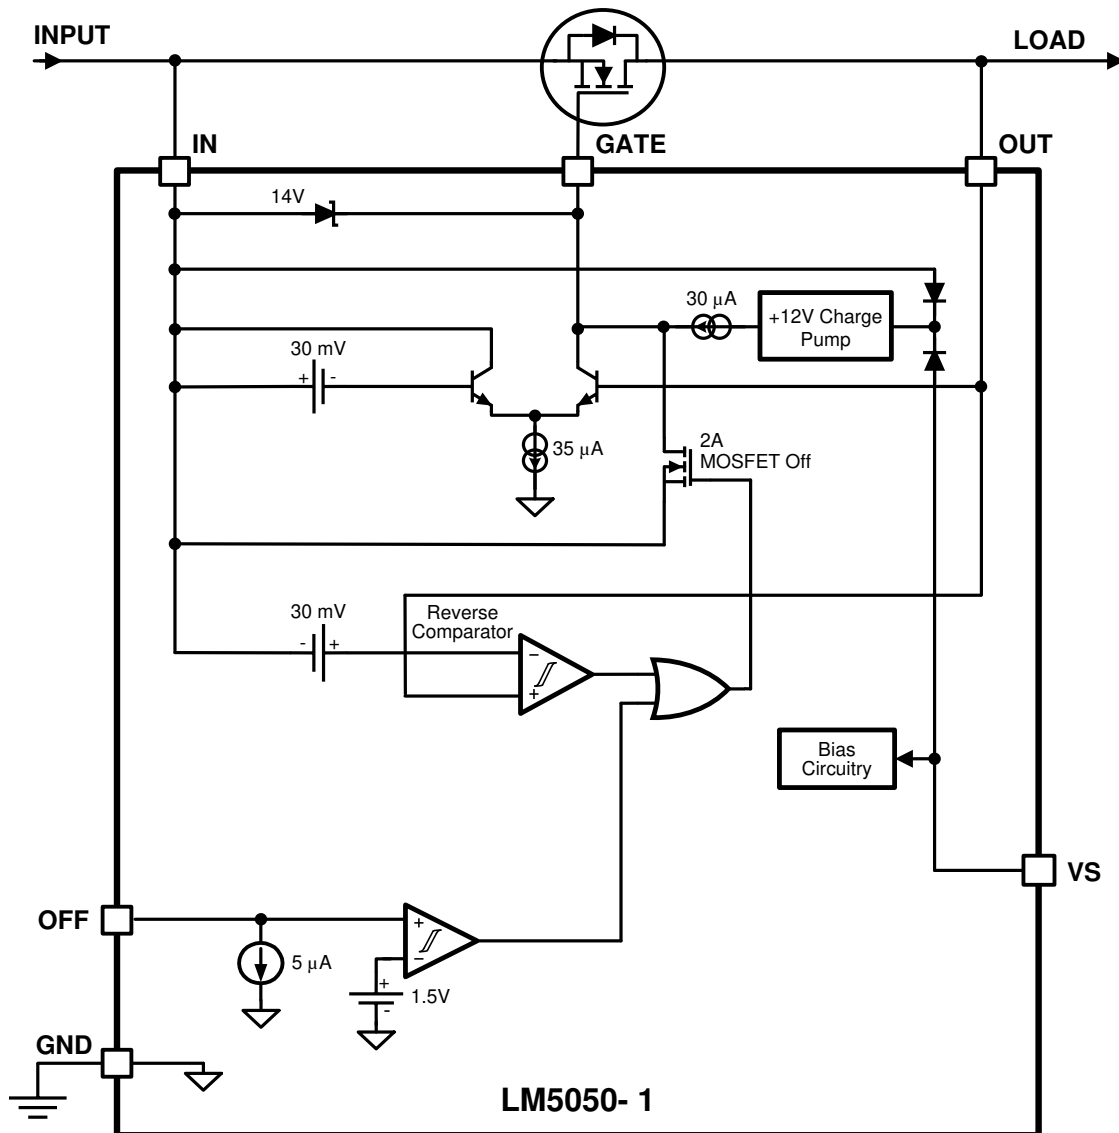 INPUT
LOAD
IN
GATE
OUT
14V
30 μA
+12V Charge
Pump
30 mV
+ -
35 μA
2A
MOSFET Off
30 mV
- +
Reverse
Comparator
−
+
Bias
Circuitry
VS
OFF
+
−
5 μA
+
1.5V
-
GND
LM5050- 1